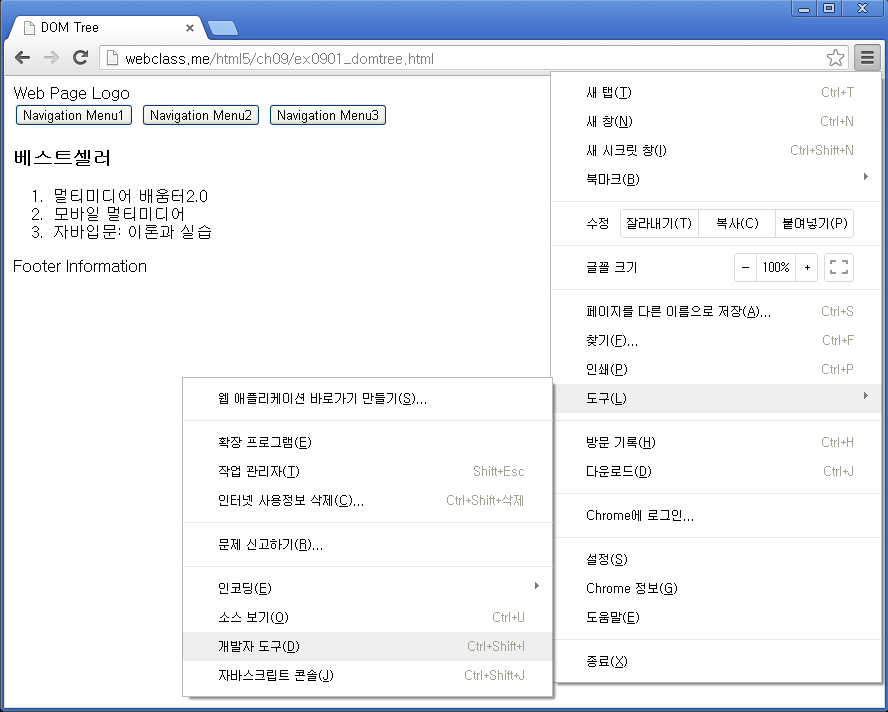 DOM Tree
webclass.me/html5/ch09/ex0901_domtree.html
Web Page Logo
Navigation Menu1 Navigation Menu2 Navigation Menu3
베스트셀러
1. 멀티미디어 배움터2.0
2. 모바일 멀티미디어
3. 자바입문: 이론과 실습
Footer Information
새 탭(T) Ctrl+T
새 창(N) Ctrl+N
새 시크릿 창(I) Ctrl+Shift+N
북마크(B)
수정 잘라내기(T) 복사(C) 붙여넣기(P)
글꼴 크기 − 100% +
페이지를 다른 이름으로 저장(A)... Ctrl+S
찾기(F)... Ctrl+F
인쇄(P) Ctrl+P
도구(L)
방문 기록(H) Ctrl+H
다운로드(D) Ctrl+J
Chrome에 로그인...
설정(S)
Chrome 정보(G)
도움말(E)
종료(X)
웹 애플리케이션 바로가기 만들기(S)...
확장 프로그램(E)
작업 관리자(T) Shift+Esc
인터넷 사용정보 삭제(C)... Ctrl+Shift+삭제
문제 신고하기(R)...
인코딩(E)
소스 보기(O) Ctrl+U
개발자 도구(D) Ctrl+Shift+I
자바스크립트 콘솔(J) Ctrl+Shift+J